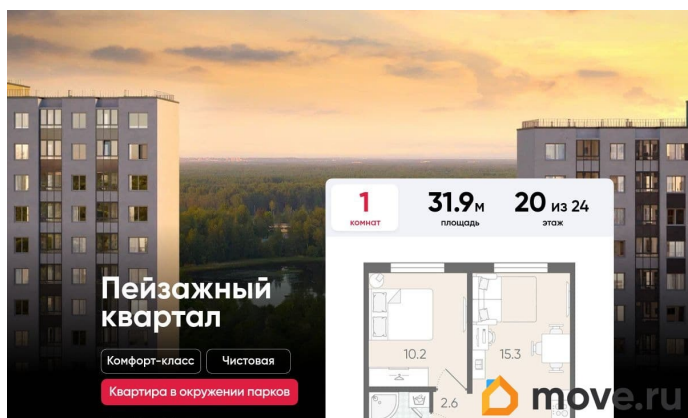 1
комнат
31.9м
площадь
20 из 24
этаж
Пейзажный
квартал
Комфорт-класс
Чистовая
Квартира в окружении парков
10.2
15.3
2.6
move.ru